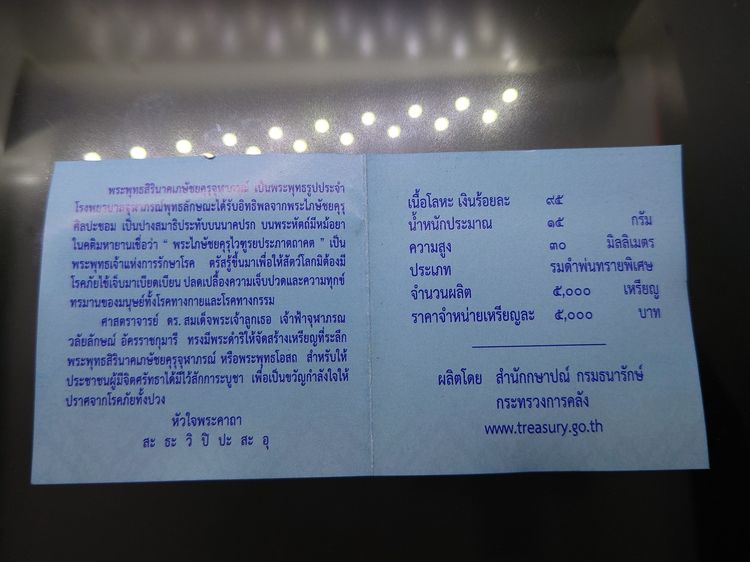 พระพุทธสิรินาคเภษัชยคุรุจุฬาภรณ์ เป็นพระพุทธรูปประจำ
โรงพยาบาลจุฬาภรณ์พุทธลักษณะได้รับอิทธิพลจากพระไภษัชยคุรุ
ศิลปะขอม เป็นปางสมาธิประทับบนนาคปรก บนพระหัตถ์มีหม้อยา
ในคติมหายานเชื่อว่า " พระไภษัชยคุรุไวฑูรยประภาตถาคต " เป็น
พระพุทธเจ้าแห่งการรักษาโรค ตรัสรู้ขึ้นมาเพื่อให้สัตว์โลกมิต้องมี
โรคภัยไข้เจ็บมาเบียดเบียน ปลดเปลื้องความเจ็บปวดและความทุกข์
ทรมานของมนุษย์ทั้งโรคทางกายและโรคทางกรรม
ศาสตราจารย์ ดร. สมเด็จพระเจ้าลูกเธอ เจ้าฟ้าจุฬาภรณ
วลัยลักษณ์ อัครราชกุมารี ทรงมีพระดำริให้จัดสร้างเหรียญที่ระลึก
พระพุทธสิรินาคเภษัชยคุรุจุฬาภรณ์ หรือพระพุทธโอสถ สำหรับให้
ประชาชนผู้มีจิตศรัทธาได้มีไว้สักการะบูชา เพื่อเป็นขวัญกำลังใจให้
ปราศจากโรคภัยทั้งปวง
หัวใจพระคาถา
สะ ธะ วิ ปิ ปะ สะ อุ
เนื้อโลหะ เงินร้อยละ ๙๕
น้ำหนักประมาณ ๑๕ กรัม
ความสูง ๓๐ มิลลิเมตร
ประเภท รมดำพ่นทรายพิเศษ
จำนวนผลิต ๕,๐๐๐ เหรียญ
ราคาจำหน่ายเหรียญละ ๕,๐๐๐ บาท
ผลิตโดย สำนักกษาปณ์ กรมธนารักษ์
กระทรวงการคลัง
www.treasury.go.th